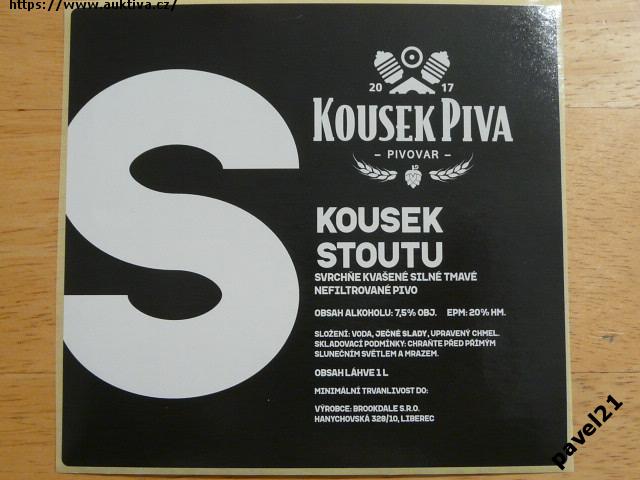 https://www.auktiva.cz/
S
20 17
KOUSEK PIVA
– PIVOVAR –
KOUSEK
STOUTU
SVRCHŇE KVAŠENÉ SILNÉ TMAVÉ
NEFILTROVANÉ PIVO
OBSAH ALKOHOLU: 7,5% OBJ. EPM: 20% HM.
SLOŽENÍ: VODA, JEČNÉ SLADY, UPRAVENÝ CHMEL.
SKLADOVACÍ PODMÍNKY: CHRAŇTE PŘED PŘÍMÝM
SLUNEČNÍM SVĚTLEM A MRAZEM.
OBSAH LÁHVE 1 L
MINIMÁLNÍ TRVANLIVOST DO:
VÝROBCE: BROOKDALE S.R.O.
HANYCHOVSKÁ 328/10, LIBEREC
pavel21